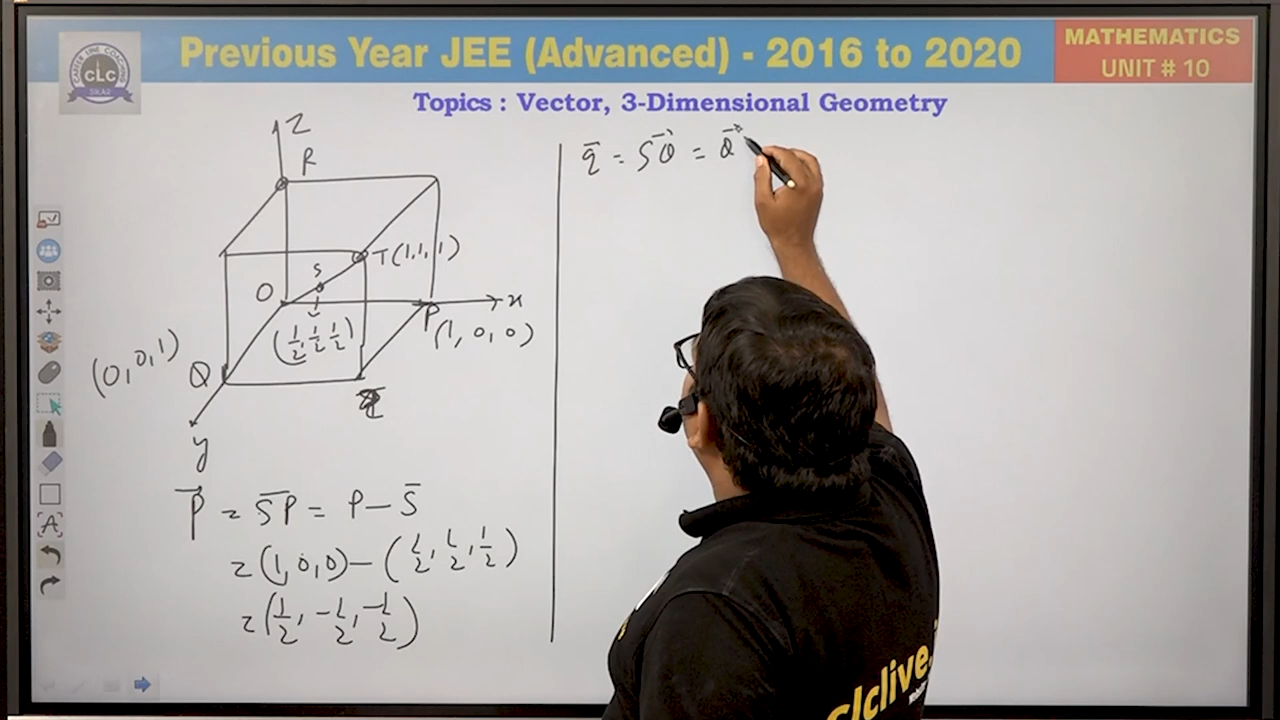 Previous Year JEE (Advanced) - 2016 to 2020
MATHEMATICS
UNIT # 10
CLC
SIKAR
Topics : Vector, 3-Dimensional Geometry
Z
R
T(1,1,1)
S
O
x
P
(1, 0, 0)
(1/2, 1/2, 1/2)
(0,0,1)
Q
y
p⃗ = S̅P̅ = P - S̅
= (1,0,0) - (1/2, 1/2, 1/2)
= (1/2, -1/2, -1/2)
q̅ = SQ⃗ = Q⃗
clclive.